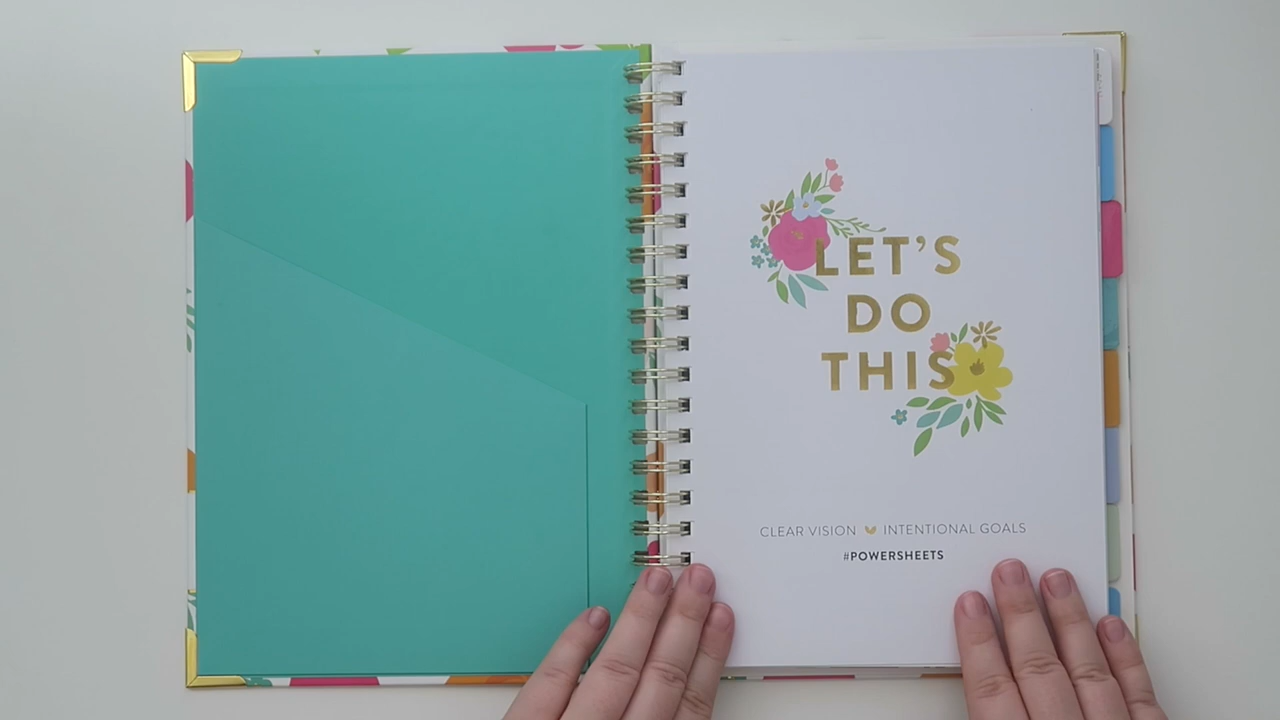 LET'S
DO
THIS
CLEAR VISION INTENTIONAL GOALS
#POWERSHEETS